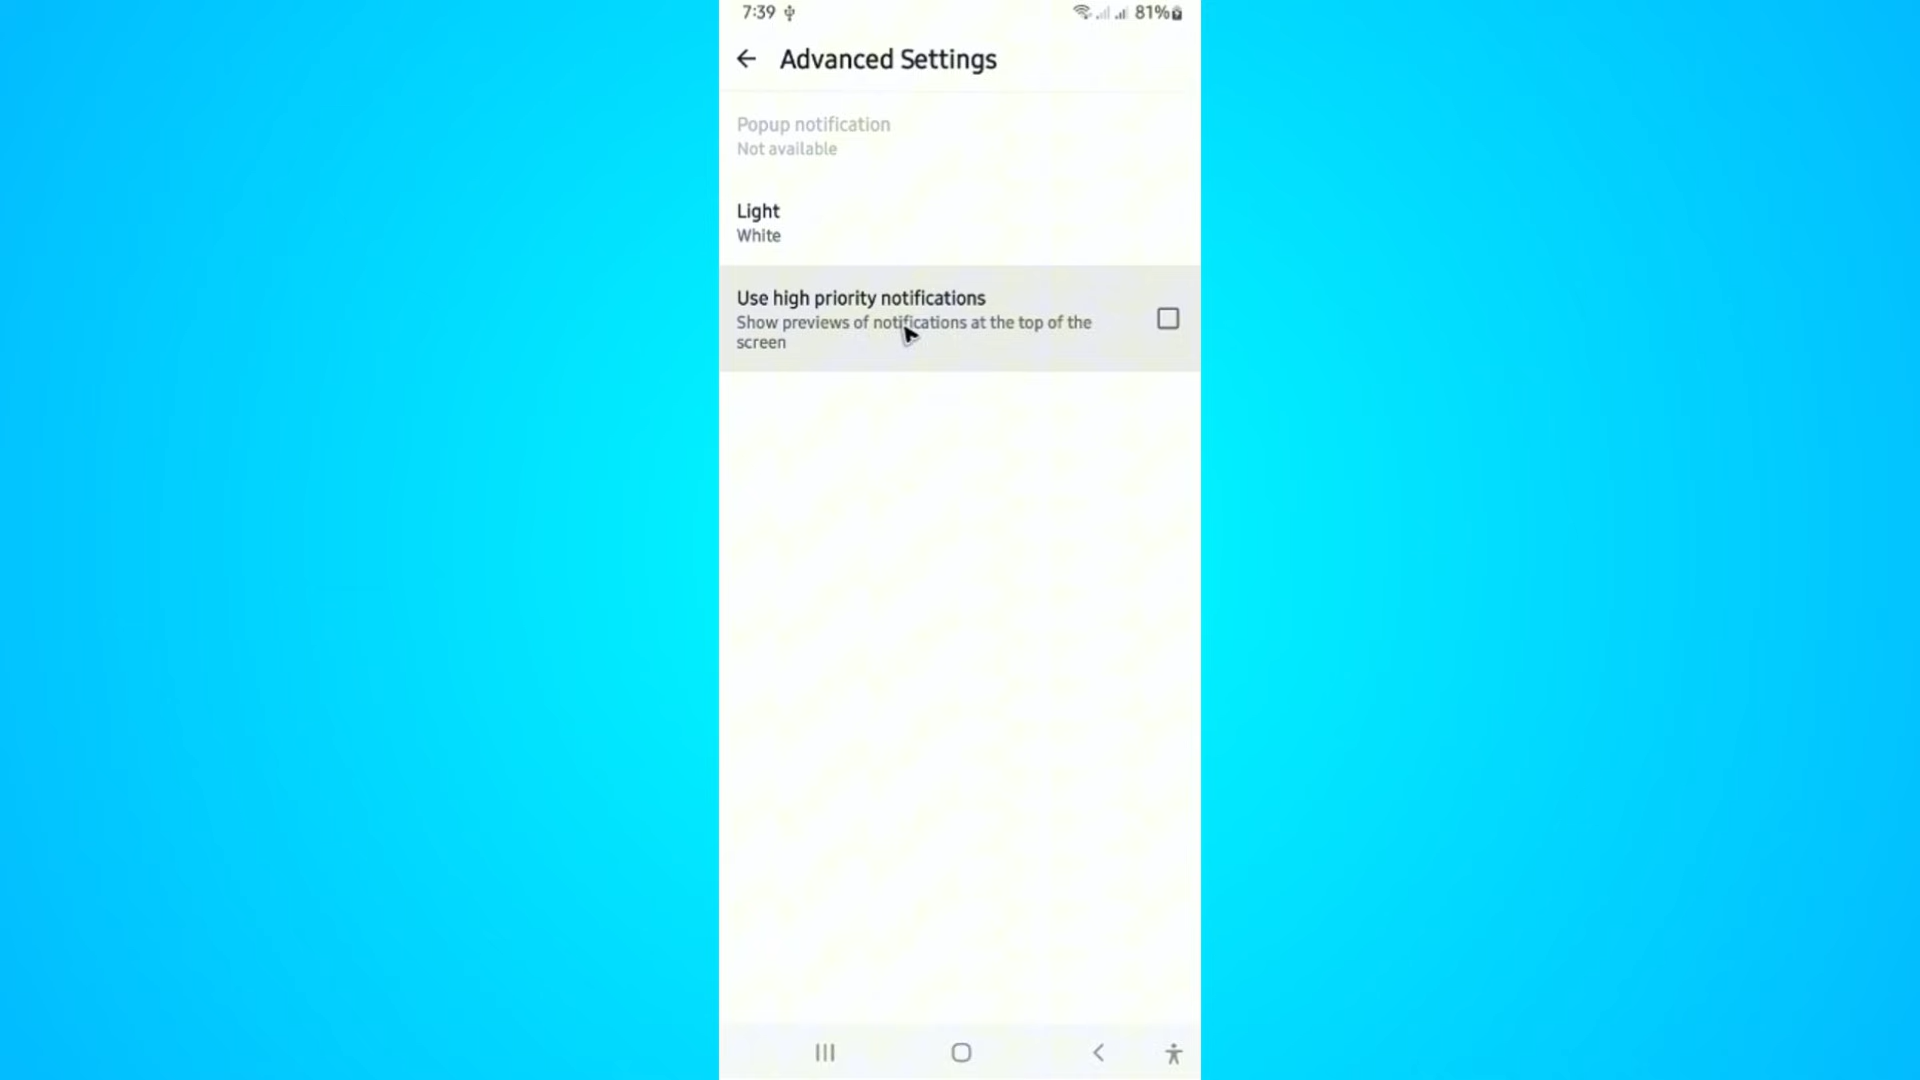 7:39
81%
Advanced Settings
Popup notification
Not available
Light
White
Use high priority notifications
Show previews of notifications at the top of the
screen